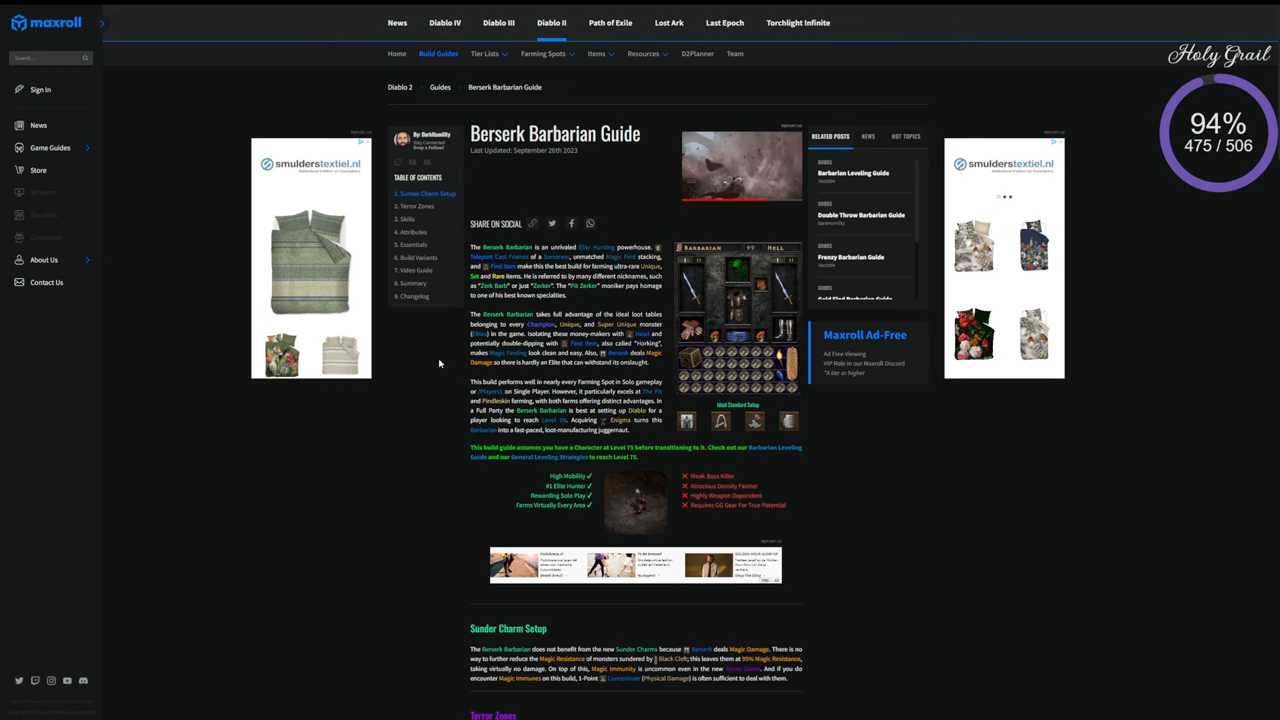 maxroll
News Diablo IV Diablo III Diablo II Path of Exile Lost Ark Last Epoch Torchlight Infinite
Search...
Home Build Guides Tier Lists Farming Spots Items Resources D2Planner Team
Holy Grail
94%
475 / 506
Sign In
News
Game Guides
Store
Streams
Bounties
Giveaways
About Us
Contact Us
Diablo 2 Guides Berserk Barbarian Guide
REPORT AD
smulderstextiel.nl
By: DarkHumility
Stay Connected
Drop a Follow!
TABLE OF CONTENTS
1. Sunder Charm Setup
2. Terror Zones
3. Skills
4. Attributes
5. Essentials
6. Build Variants
7. Video Guide
8. Summary
9. Changelog
Berserk Barbarian Guide
Last Updated: September 26th 2023
REPORT AD
SHARE ON SOCIAL
The Berserk Barbarian is an unrivaled Elite Hunting powerhouse.
Teleport Cast Frames of a Sorceress, unmatched Magic Find stacking,
and Find Item make this the best build for farming ultra-rare Unique,
Set and Rare items. He is referred to by many different nicknames, such
as "Zerk Barb" or just "Zerker". The "Pit Zerker" moniker pays homage
to one of his best known specialties.
The Berserk Barbarian takes full advantage of the ideal loot tables
belonging to every Champion, Unique, and Super Unique monster
(Elites) in the game. Isolating these money-makers with Howl and
potentially double-dipping with Find Item, also called "Horking",
makes Magic Finding look clean and easy. Also, Berserk deals Magic
Damage so there is hardly an Elite that can withstand its onslaught.
This build performs well in nearly every Farming Spot in Solo gameplay
or /Players1 on Single Player. However, it particularly excels at The Pit
and Pindleskin farming, with both farms offering distinct advantages. In
a Full Party the Berserk Barbarian is best at setting up Diablo for a
player looking to reach Level 99. Acquiring Enigma turns this
Barbarian into a fast-paced, loot-manufacturing juggernaut.
BARBARIAN 99 HELL
Ideal Standard Setup
This build guide assumes you have a Character at Level 75 before transitioning to it. Check out our Barbarian Leveling
Guide and our General Leveling Strategies to reach Level 75.
High Mobility
#1 Elite Hunter
Rewarding Solo Play
Farms Virtually Every Area
Weak Boss Killer
Atrocious Density Farmer
Highly Weapon Dependent
Requires GG Gear For True Potential
REPORT AD
Sunder Charm Setup
The Berserk Barbarian does not benefit from the new Sunder Charms because Berserk deals Magic Damage. There is no
way to further reduce the Magic Resistance of monsters sundered by Black Cleft; this leaves them at 95% Magic Resistance,
taking virtually no damage. On top of this, Magic Immunity is uncommon even in the new Terror Zones. And if you do
encounter Magic Immunes on this build, 1-Point Concentrate (Physical Damage) is often sufficient to deal with them.
Terror Zones
RELATED POSTS NEWS HOT TOPICS
GUIDES
Barbarian Leveling Guide
GUIDES
Double Throw Barbarian Guide
DarkHumility
GUIDES
Frenzy Barbarian Guide
DarkHumility
GUIDES
Gold Find Barbarian Guide
Maxroll Ad-Free
Ad Free Viewing
VIP Role in our Maxroll Discord
*A tier or higher
REPORT AD
smulderstextiel.nl